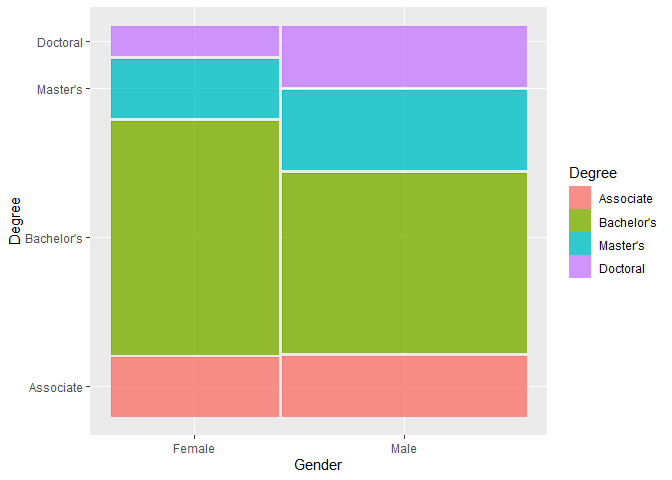 Doctoral
Master's
Bachelor's
Associate
Degree
Female
Male
Gender
Degree
Associate
Bachelor's
Master's
Doctoral